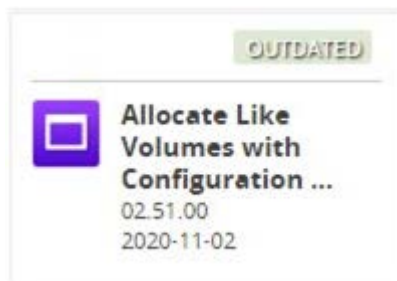 OUTDATED
Allocate Like
Volumes with
Configuration ...
02.51.00
2020-11-02